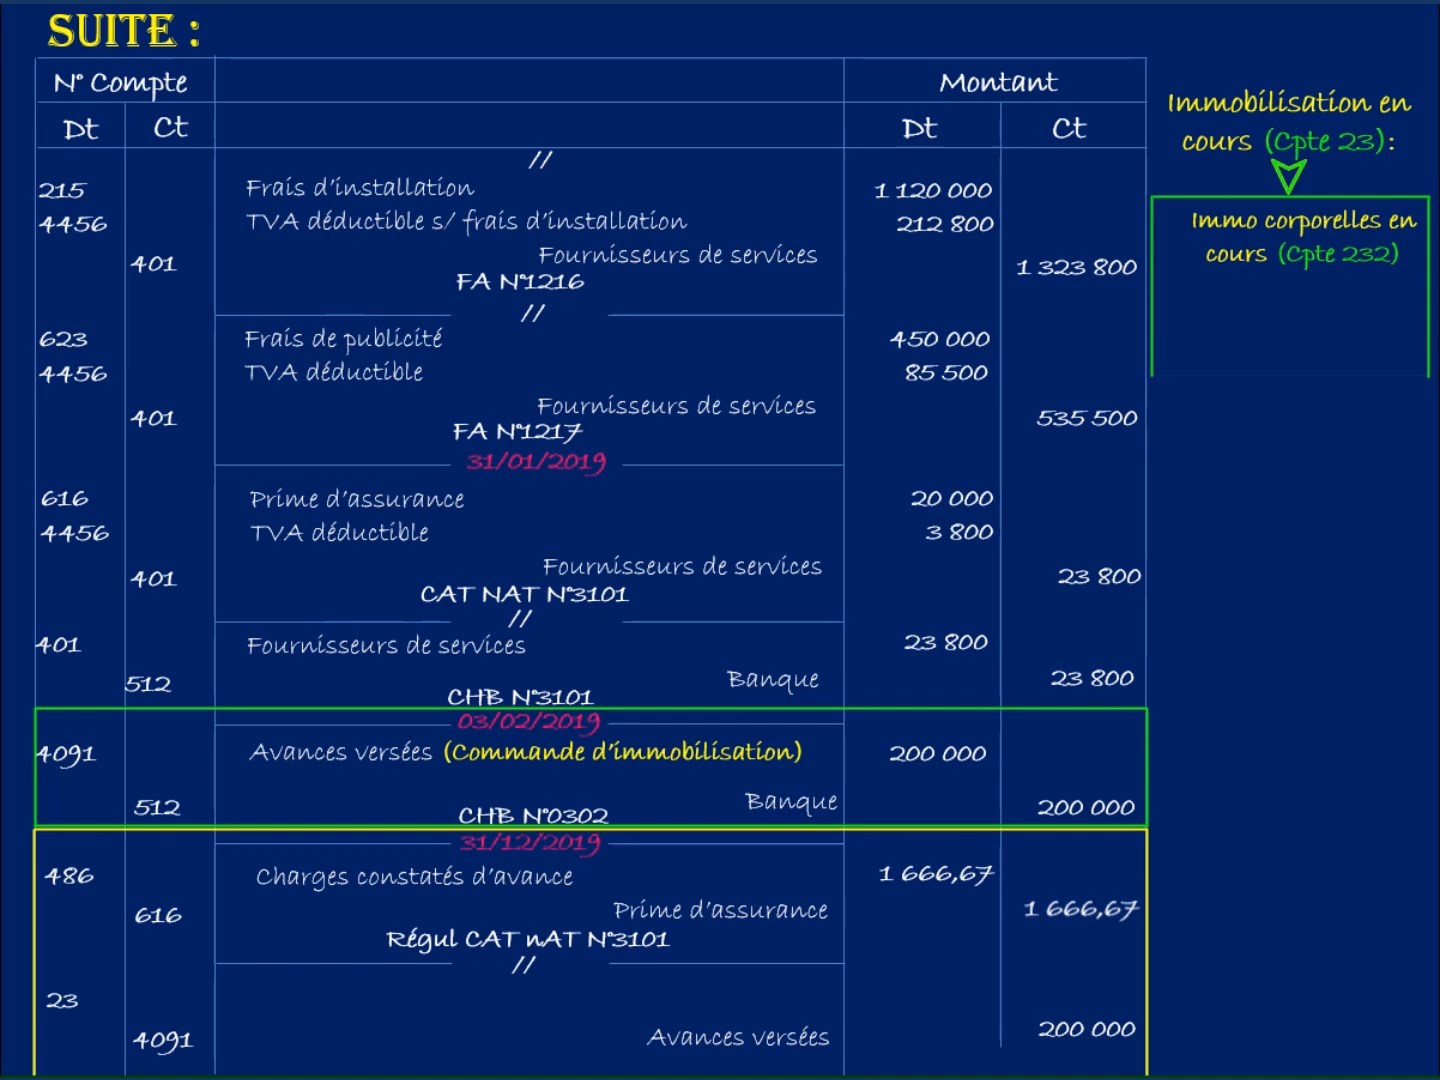 SUITE :
N° Compte Montant
Dt Ct Dt Ct
//
215 Frais d'installation 1 120 000
4456 TVA déductible s/ frais d'installation 212 800
401 Fournisseurs de services 1 323 800
FA N°1216
//
623 Frais de publicité 450 000
4456 TVA déductible 85 500
401 Fournisseurs de services 535 500
FA N°1217
31/01/2019
616 Prime d'assurance 20 000
4456 TVA déductible 3 800
401 Fournisseurs de services 23 800
CAT NAT N°3101
//
401 Fournisseurs de services 23 800
512 Banque 23 800
CHB N°3101
03/02/2019
4091 Avances versées (Commande d'immobilisation) 200 000
512 Banque 200 000
CHB N°0302
31/12/2019
486 Charges constatés d'avance 1 666,67
616 Prime d'assurance 1 666,67
Régul CAT nAT N°3101
//
23
4091 Avances versées 200 000
Immobilisation en
cours (Cpte 23):
Immo corporelles en
cours (Cpte 232)